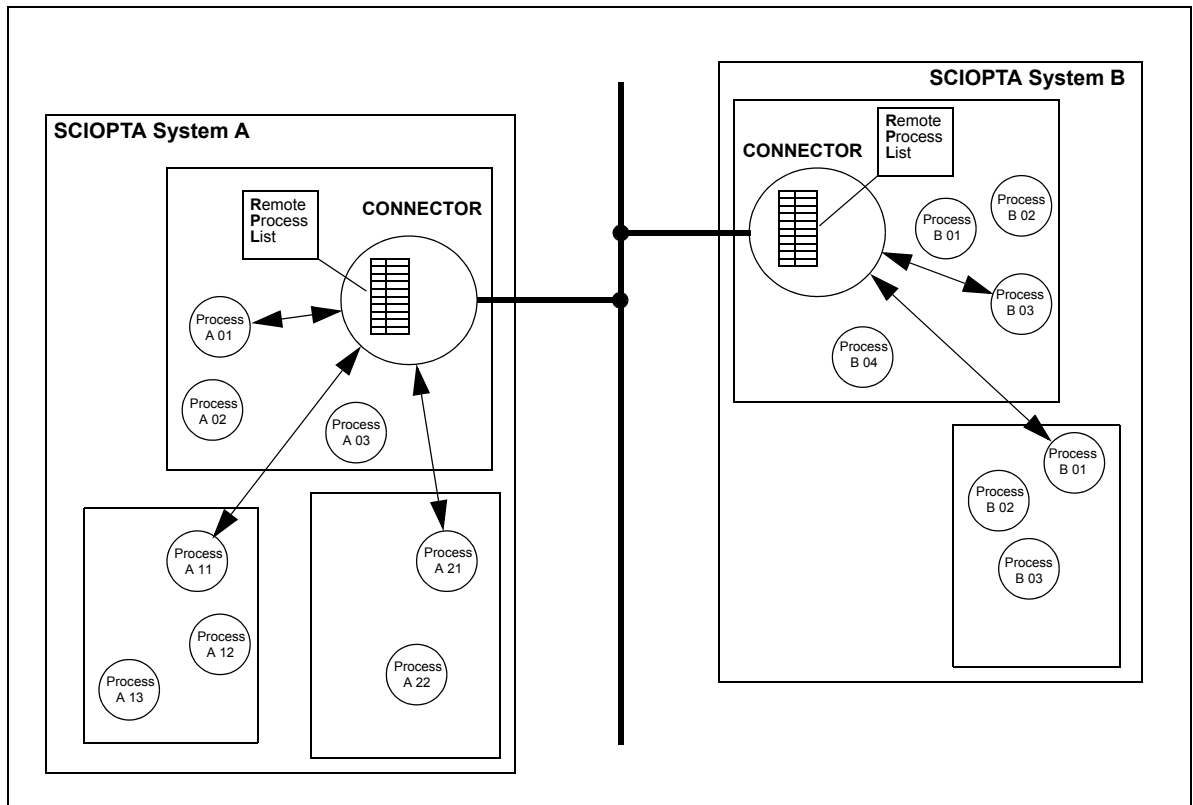 SCIOPTA System A
Remote
Process
List
CONNECTOR
Process
A 01
Process
A 02
Process
A 03
Process
A 11
Process
A 12
Process
A 13
Process
A 21
Process
A 22
SCIOPTA System B
Remote
Process
List
CONNECTOR
Process
B 01
Process
B 02
Process
B 03
Process
B 04
Process
B 01
Process
B 02
Process
B 03